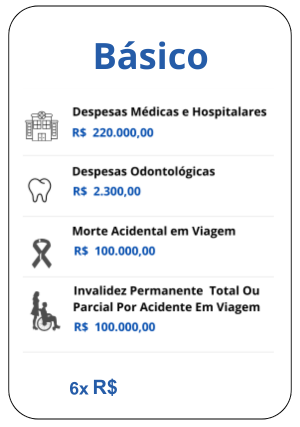 Básico
Despesas Médicas e Hospitalares
R$ 220.000,00
Despesas Odontológicas
R$ 2.300,00
Morte Acidental em Viagem
R$ 100.000,00
Invalidez Permanente Total Ou
Parcial Por Acidente Em Viagem
R$ 100.000,00
6x R$